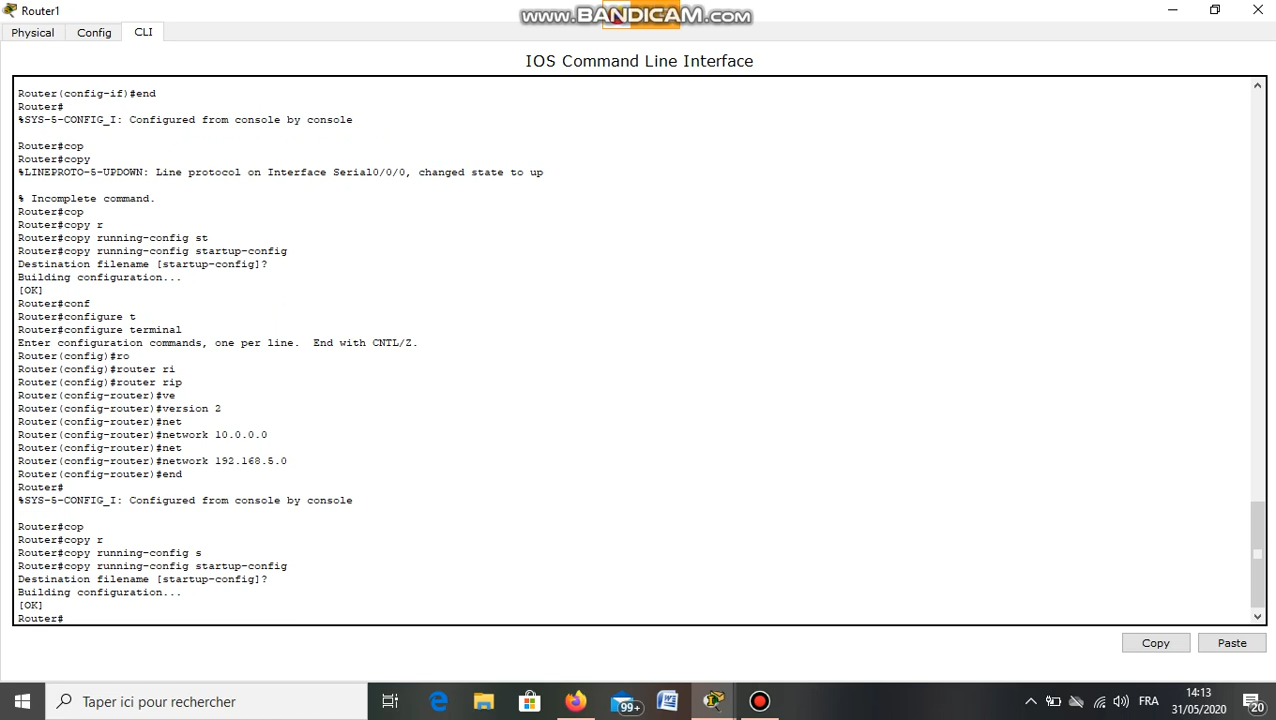 Router1
www.BANDICAM.com
Physical
Config
CLI
IOS Command Line Interface
Router(config-if)#end
Router#
%SYS-5-CONFIG_I: Configured from console by console
Router#cop
Router#copy
%LINEPROTO-5-UPDOWN: Line protocol on Interface Serial0/0/0, changed state to up
% Incomplete command.
Router#cop
Router#copy r
Router#copy running-config st
Router#copy running-config startup-config
Destination filename [startup-config]?
Building configuration...
[OK]
Router#conf
Router#configure t
Router#configure terminal
Enter configuration commands, one per line.  End with CNTL/Z.
Router(config)#ro
Router(config)#router ri
Router(config)#router rip
Router(config-router)#ve
Router(config-router)#version 2
Router(config-router)#net
Router(config-router)#network 10.0.0.0
Router(config-router)#net
Router(config-router)#network 192.168.5.0
Router(config-router)#end
Router#
%SYS-5-CONFIG_I: Configured from console by console
Router#cop
Router#copy r
Router#copy running-config s
Router#copy running-config startup-config
Destination filename [startup-config]?
Building configuration...
[OK]
Router#
Copy
Paste
Taper ici pour rechercher
99+
FRA
14:13
31/05/2020
20